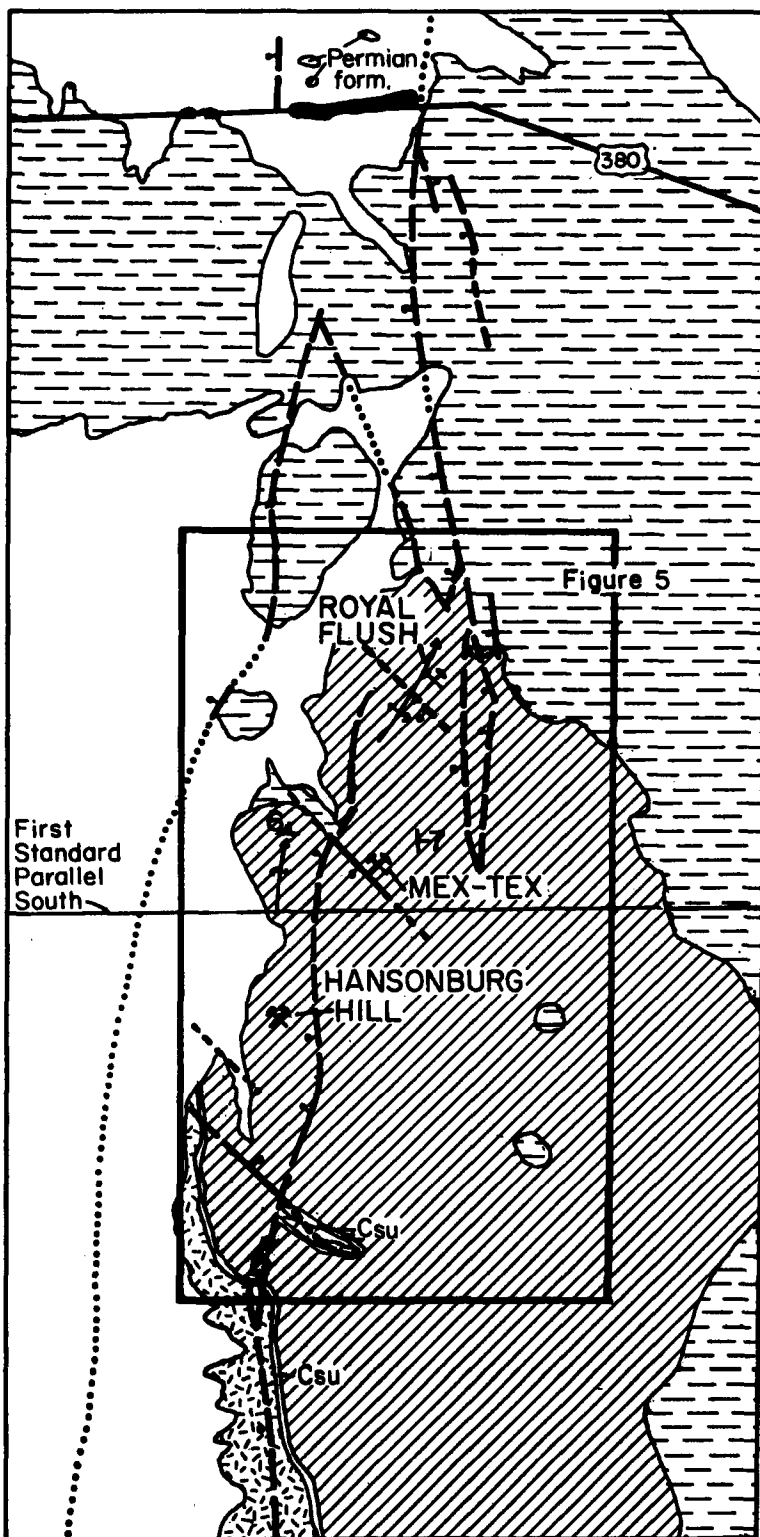 Permian
form.
380
Figure 5
ROYAL
FLUSH
First
Standard
Parallel
South
MEX-TEX
HANSONBURG
HILL
Csu
Csu